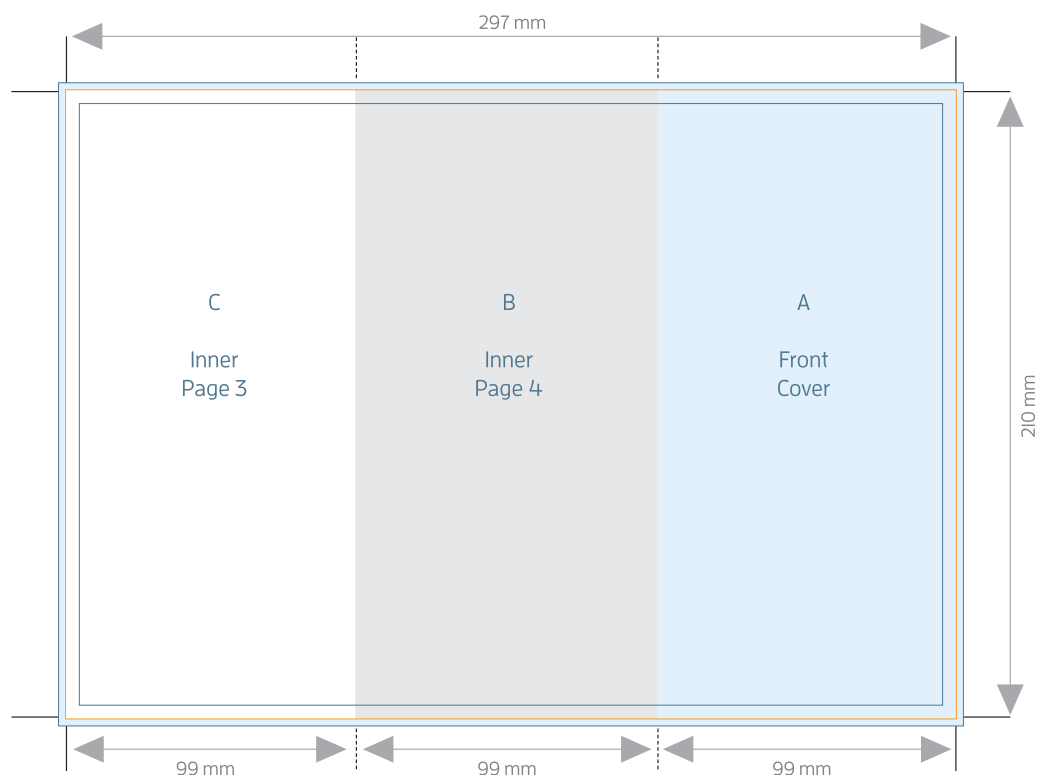 297 mm
C
Inner
Page 3
B
Inner
Page 4
A
Front
Cover
210 mm
99 mm
99 mm
99 mm